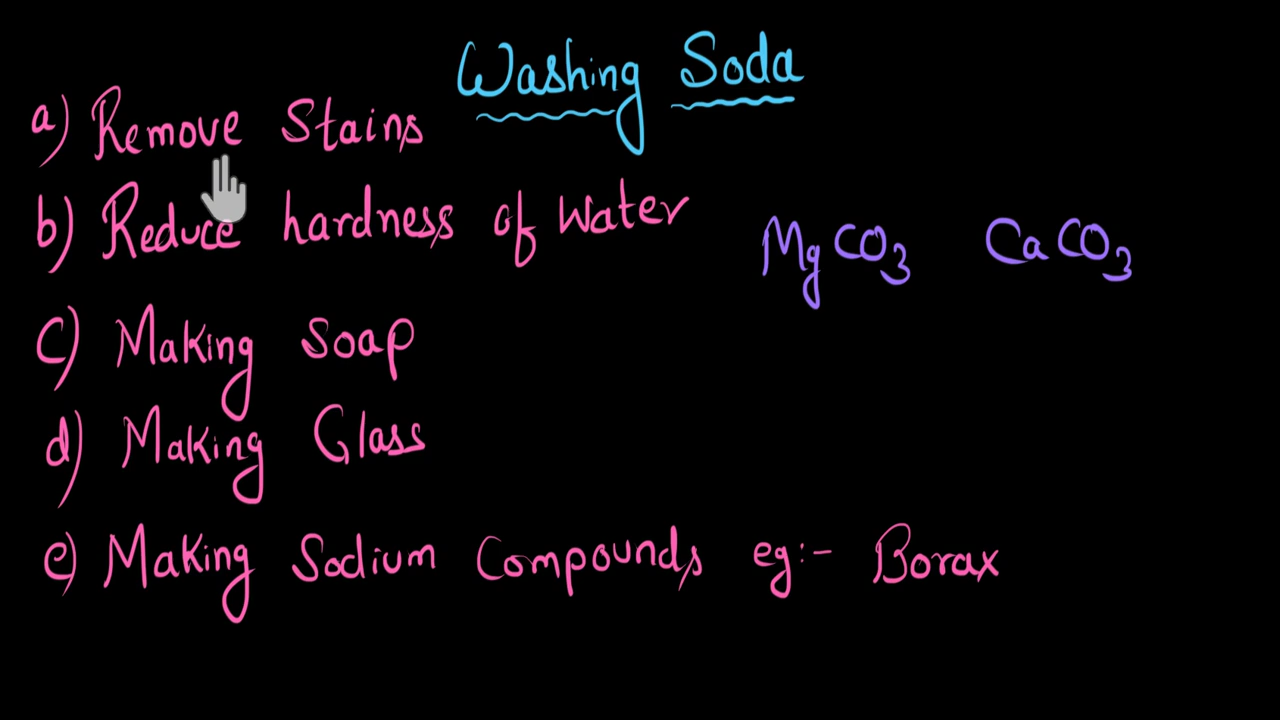 Washing Soda
a) Remove Stains
b) Reduce hardness of Water
MgCO3 CaCO3
c) Making Soap
d) Making Glass
e) Making Sodium Compounds eg:- Borax